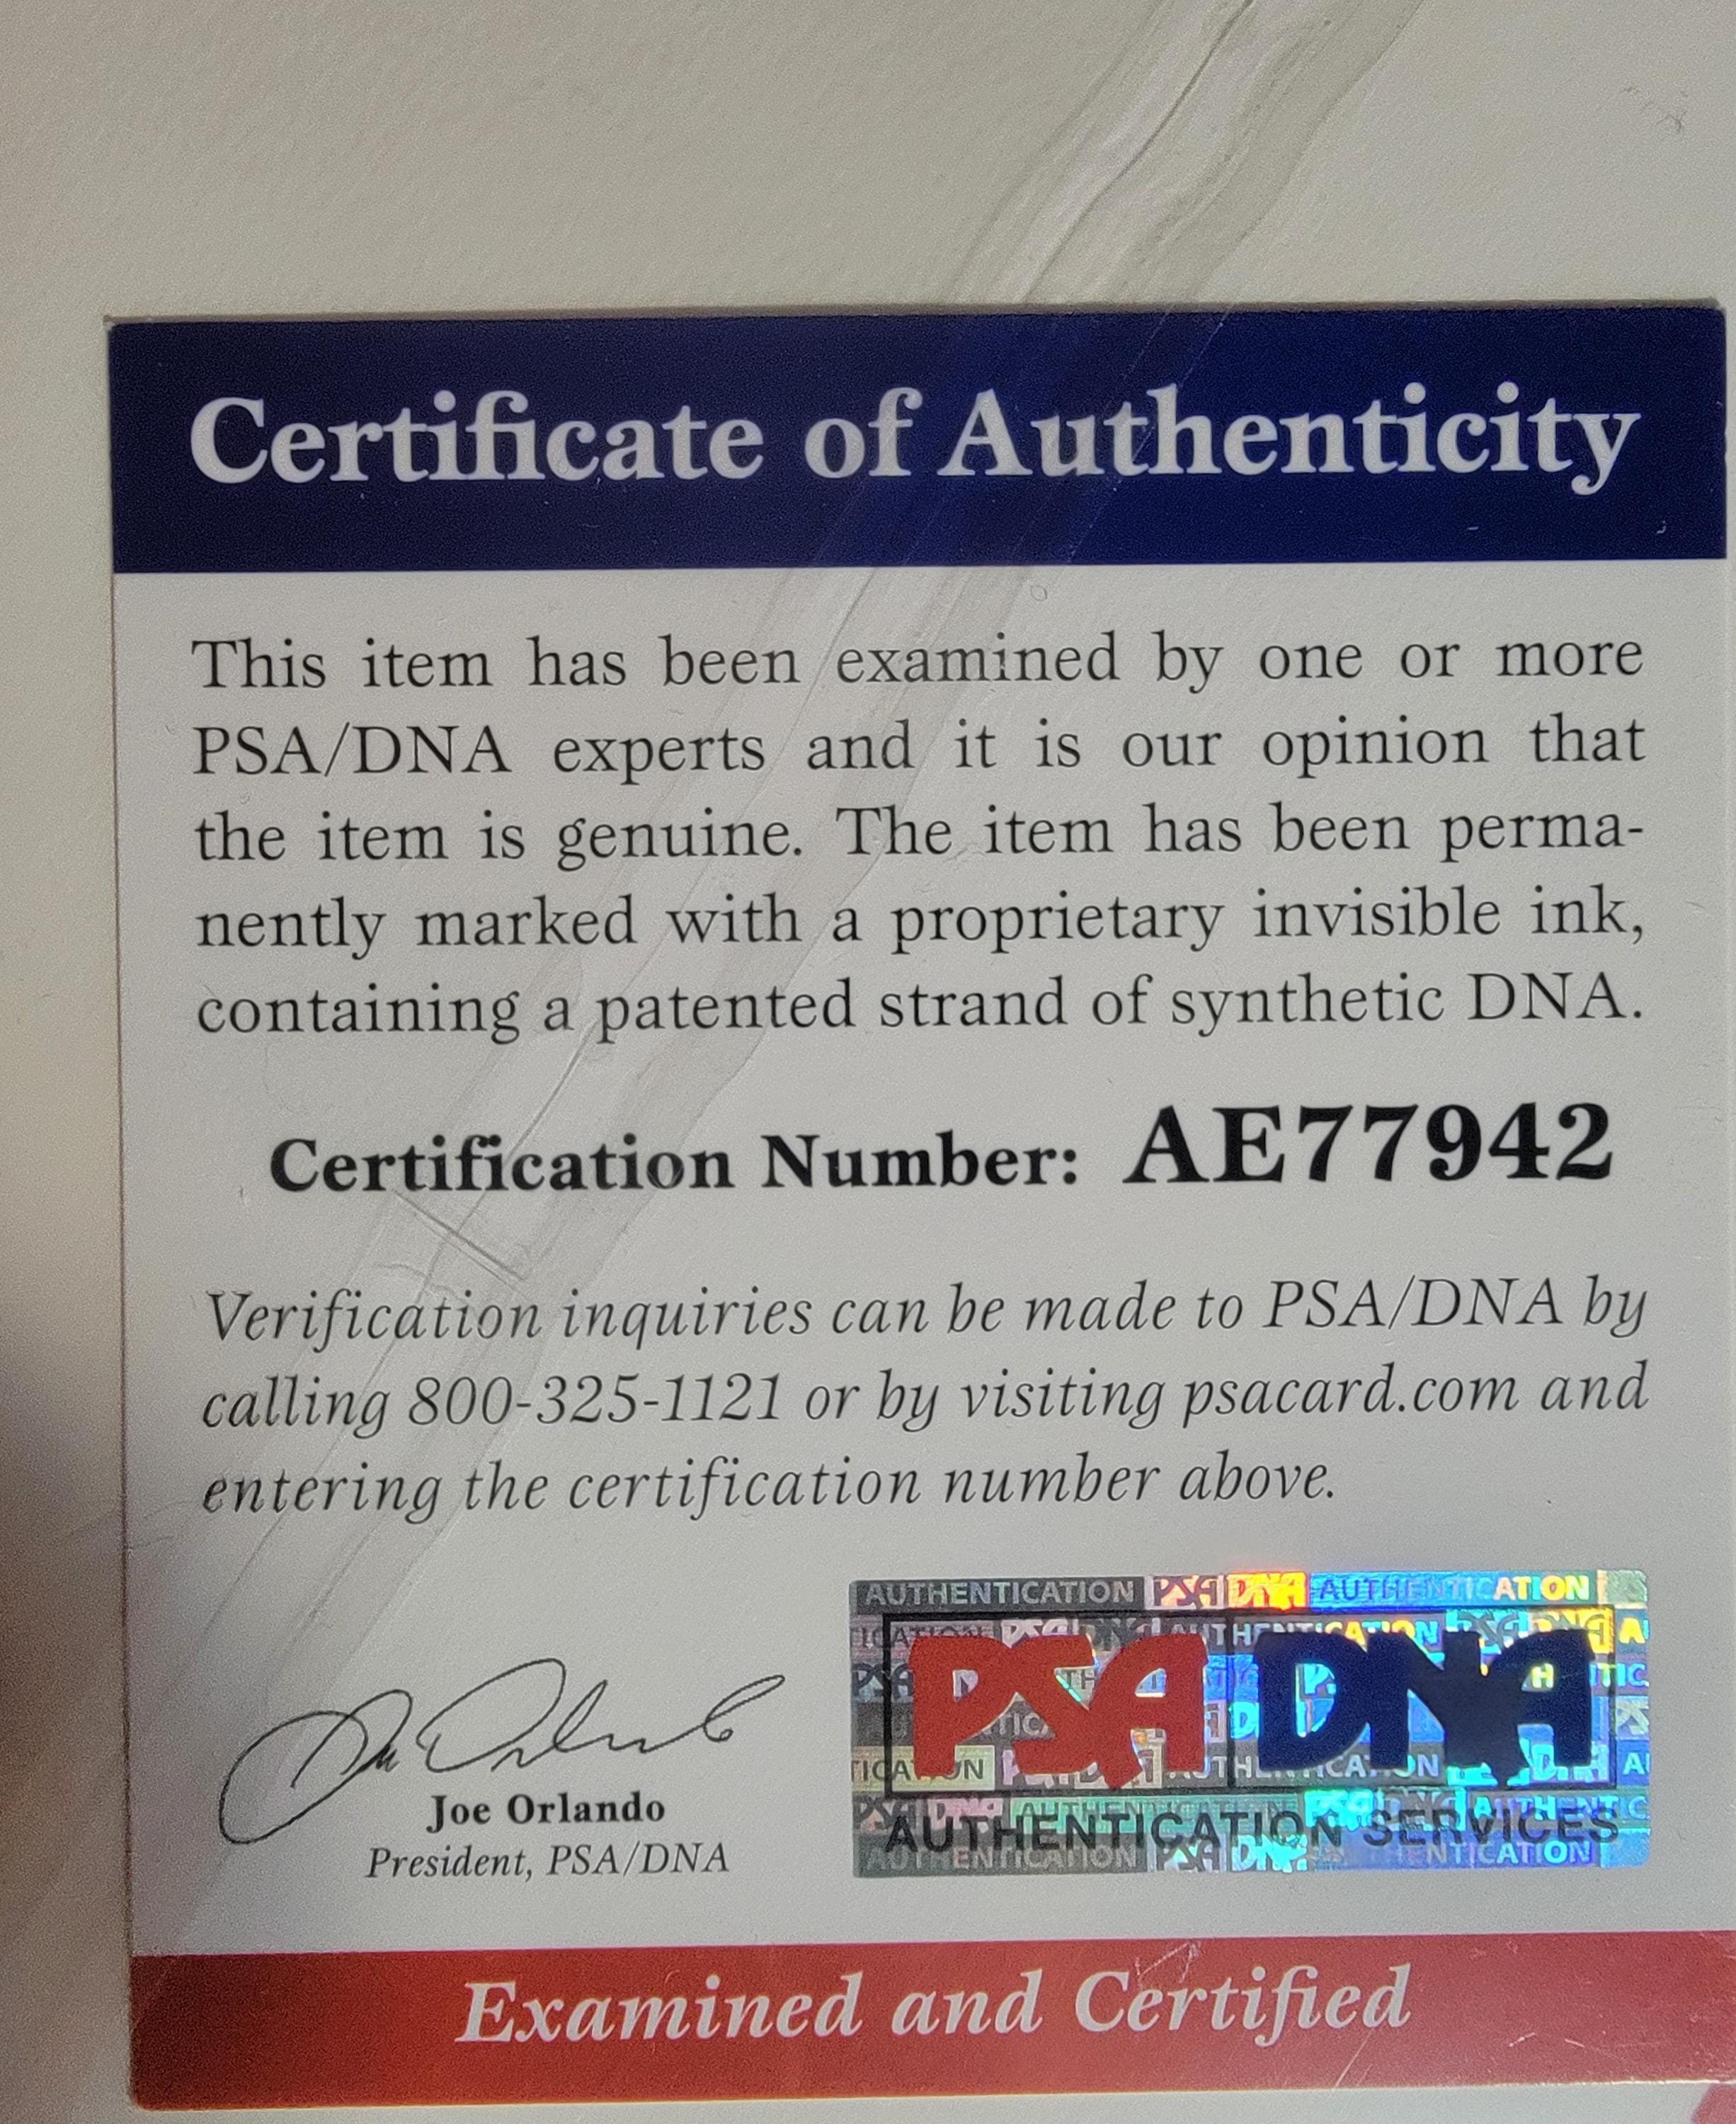 Certificate of Authenticity
This item has been examined by one or more
PSA/DNA experts and it is our opinion that
the item is genuine. The item has been perma-
nently marked with a proprietary invisible ink,
containing a patented strand of synthetic DNA.
Certification Number: AE77942
Verification inquiries can be made to PSA/DNA by
calling 800-325-1121 or by visiting psacard.com and
entering the certification number above.
Joe Orlando
President, PSA/DNA
AUTHENTICATION PSA DNA AUTHENTICATION
PSA DNA
AUTHENTICATION SERVICES
Examined and Certified